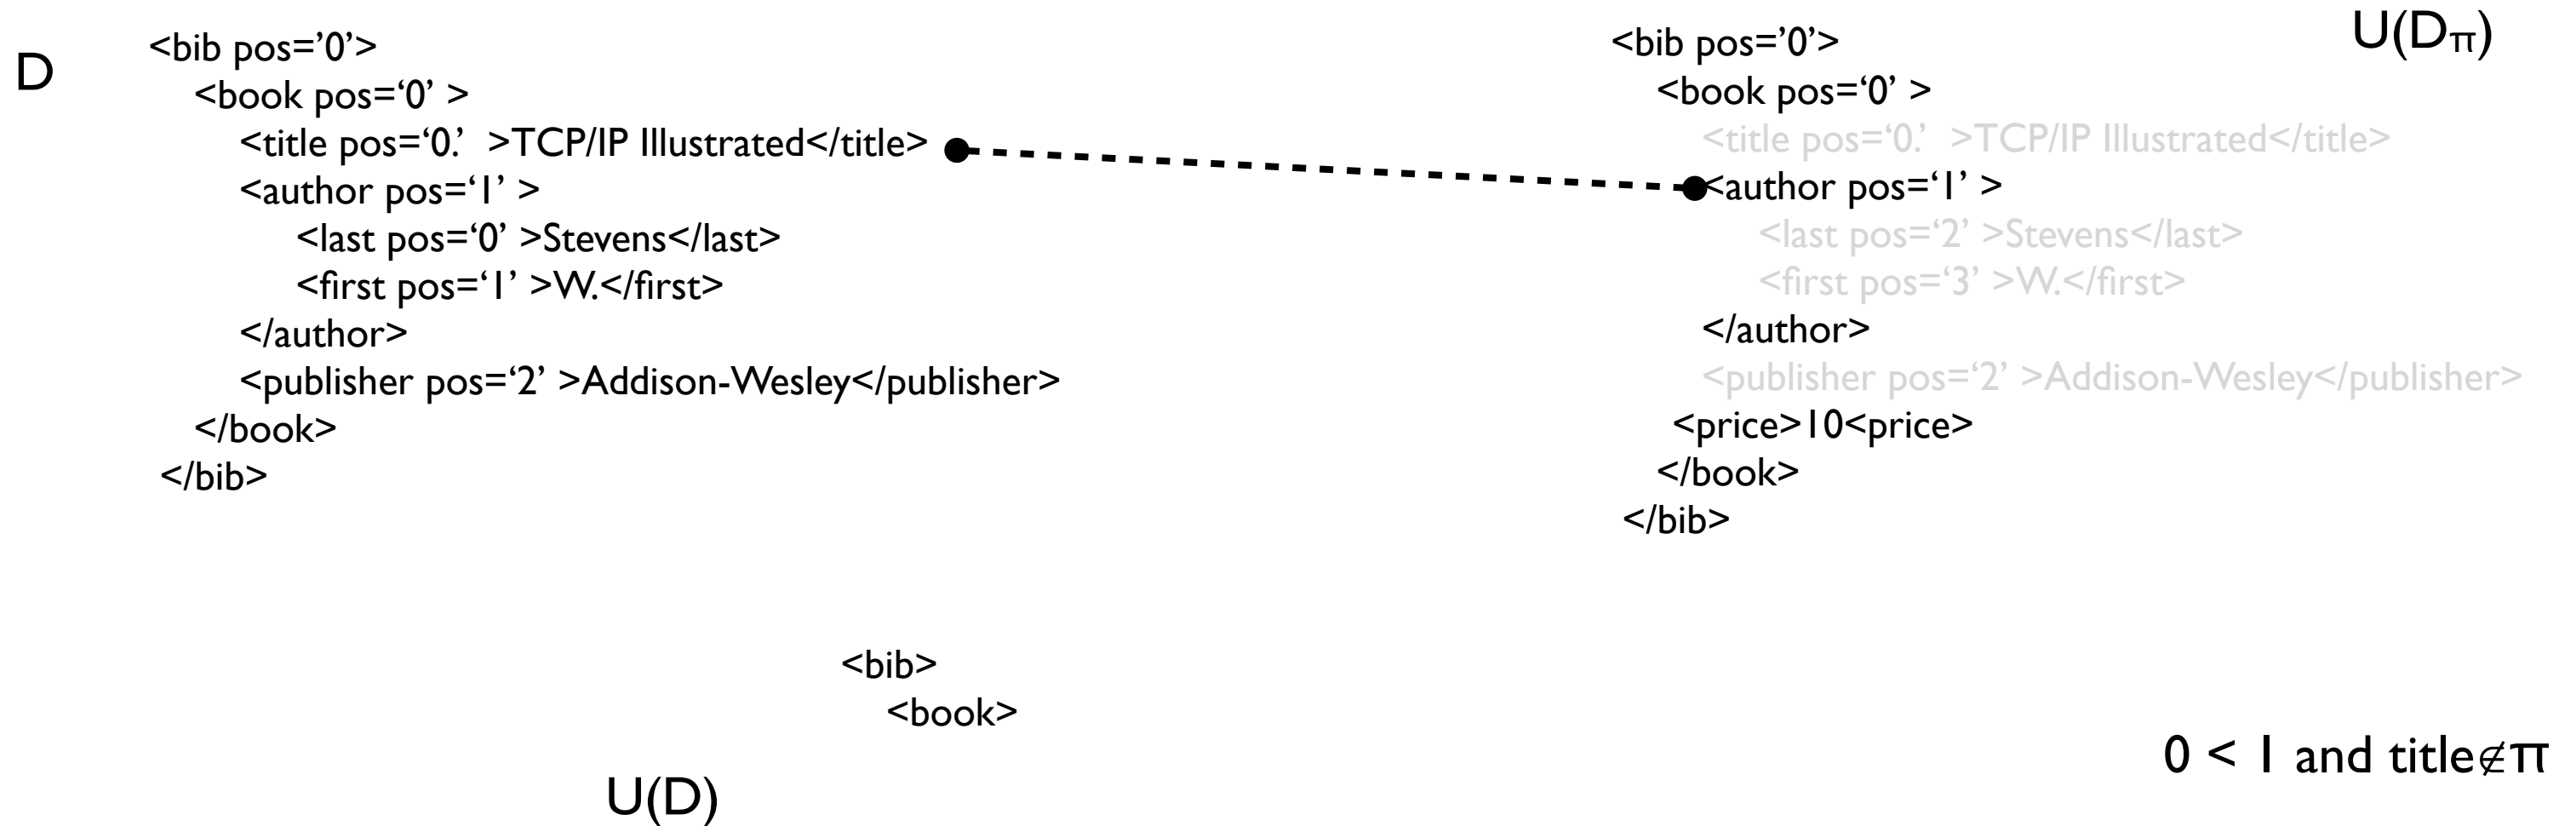 D
<bib pos=’0’>
<book pos=‘0’ >
<title pos=‘0.’ >TCP/IP Illustrated</title>
<author pos=‘1’ >
<last pos=‘0’ >Stevens</last>
<first pos=‘1’ >W.</first>
</author>
<publisher pos=‘2’ >Addison-Wesley</publisher>
</book>
</bib>
U(Dπ)
<bib pos=’0’>
<book pos=‘0’ >
<title pos=‘0.’ >TCP/IP Illustrated</title>
<author pos=‘1’ >
<last pos=‘2’ >Stevens</last>
<first pos=‘3’ >W.</first>
</author>
<publisher pos=‘2’ >Addison-Wesley</publisher>
<price>10<price>
</book>
</bib>
<bib>
<book>
U(D)
0 < 1 and title∉π